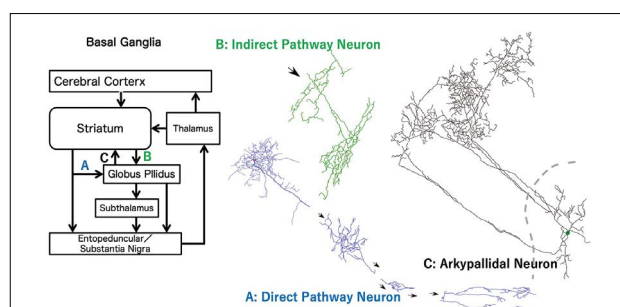 Basal Ganglia
Cerebral Corterx
Striatum
Thalamus
A
C
B
Globus Pllidus
Subthalamus
Entopeduncular/
Substantia Nigra
B: Indirect Pathway Neuron
C: Arkypallidal Neuron
A: Direct Pathway Neuron